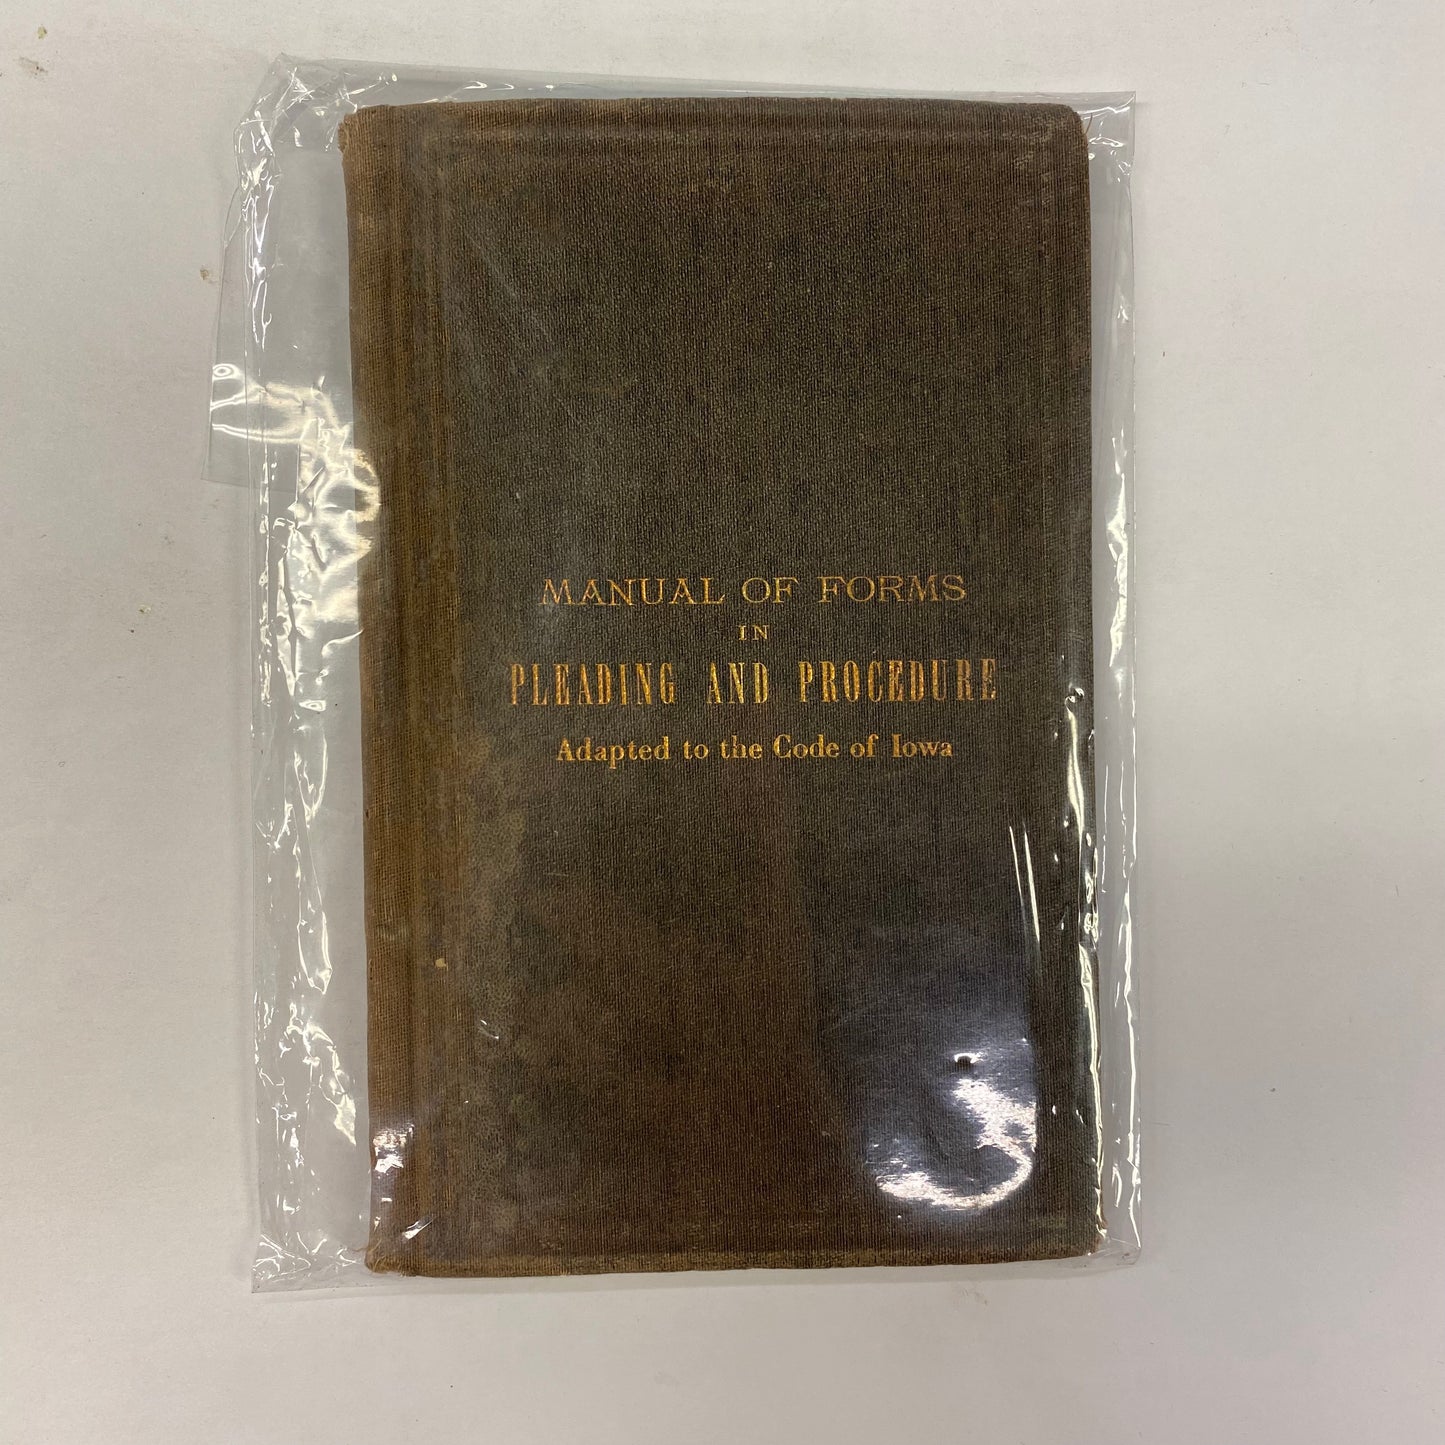 MANUAL OF FORMS
IN
PLEADING AND PROCEDURE
Adapted to the Code of Iowa